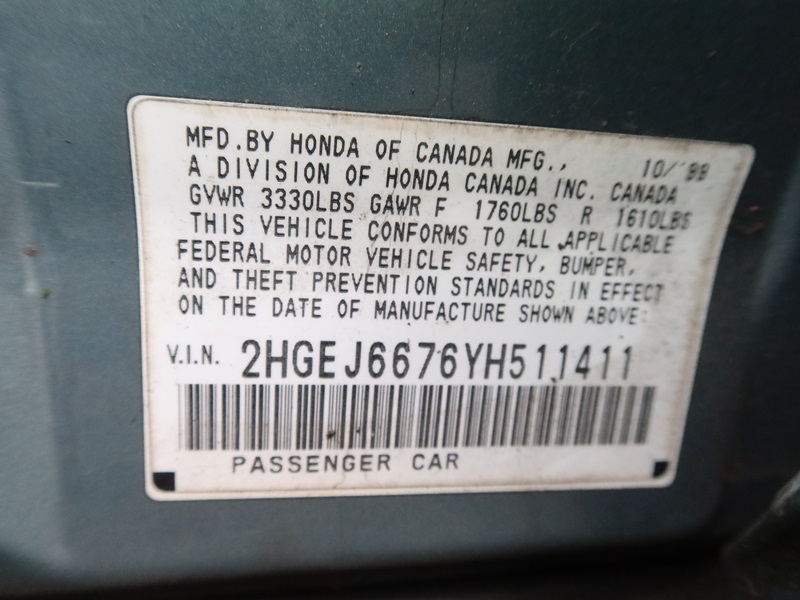 MFD.BY HONDA OF CANADA MFG., 10/'99
A DIVISION OF HONDA CANADA INC. CANADA
GVWR 3330LBS GAWR F 1760LBS R 1610LBS
THIS VEHICLE CONFORMS TO ALL APPLICABLE
FEDERAL MOTOR VEHICLE SAFETY, BUMPER,
AND THEFT PREVENTION STANDARDS IN EFFECT
ON THE DATE OF MANUFACTURE SHOWN ABOVE:
V.I.N. 2HGEJ6676YH511411
PASSENGER CAR